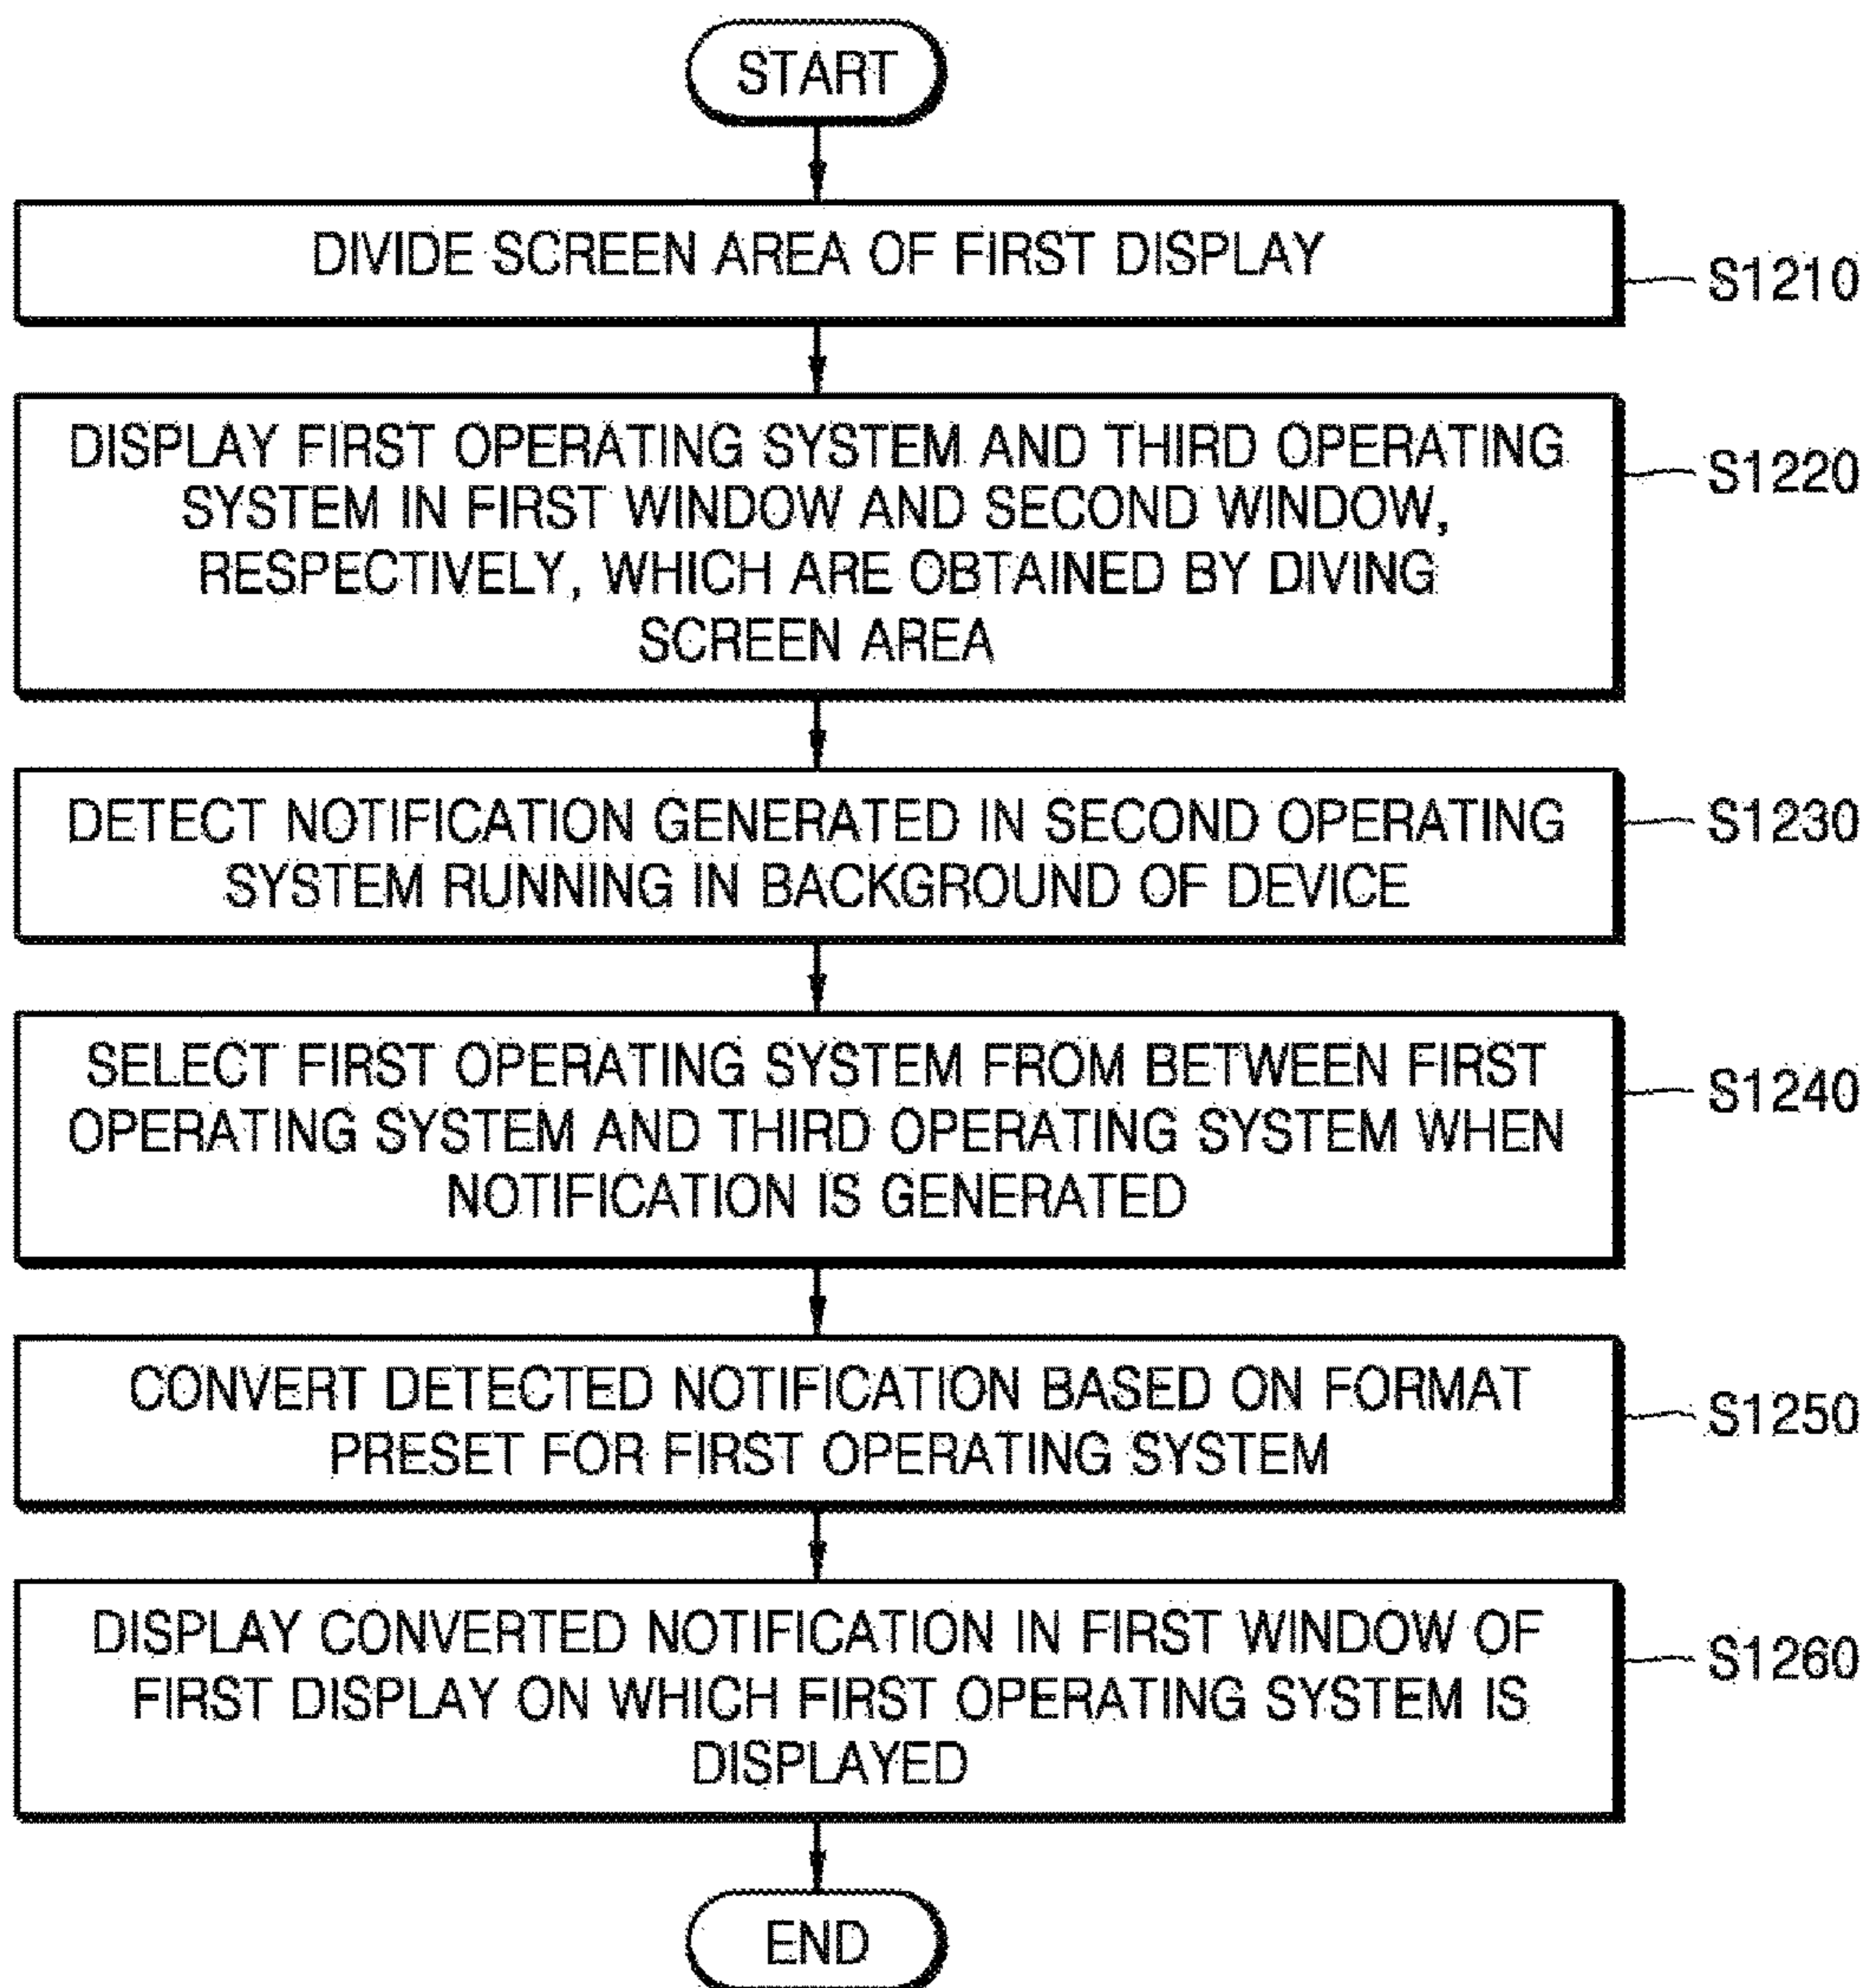 START
DIVIDE SCREEN AREA OF FIRST DISPLAY
S1210
DISPLAY FIRST OPERATING SYSTEM AND THIRD OPERATING
SYSTEM IN FIRST WINDOW AND SECOND WINDOW,
RESPECTIVELY, WHICH ARE OBTAINED BY DIVING
SCREEN AREA
S1220
DETECT NOTIFICATION GENERATED IN SECOND OPERATING
SYSTEM RUNNING IN BACKGROUND OF DEVICE
S1230
SELECT FIRST OPERATING SYSTEM FROM BETWEEN FIRST
OPERATING SYSTEM AND THIRD OPERATING SYSTEM WHEN
NOTIFICATION IS GENERATED
S1240
CONVERT DETECTED NOTIFICATION BASED ON FORMAT
PRESET FOR FIRST OPERATING SYSTEM
S1250
DISPLAY CONVERTED NOTIFICATION IN FIRST WINDOW OF
FIRST DISPLAY ON WHICH FIRST OPERATING SYSTEM IS
DISPLAYED
S1260
END